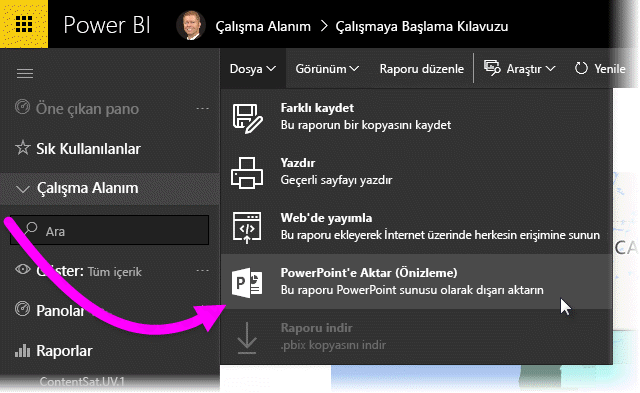 Power BI
Çalışma Alanım > Çalışmaya Başlama Kılavuzu
Dosya
Görünüm
Raporu düzenle
Araştır
Yenile
Öne çıkan pano
Sık Kullanılanlar
Çalışma Alanım
Ara
Göster: Tüm içerik
Panolar
Raporlar
ContentSat.UV.1
Farklı kaydet
Bu raporun bir kopyasını kaydet
Yazdır
Geçerli sayfayı yazdır
Web'de yayımla
Bu raporu ekleyerek İnternet üzerinde herkesin erişimine sunun
PowerPoint'e Aktar (Önizleme)
Bu raporu PowerPoint sunusu olarak dışarı aktarın
Raporu indir
.pbix kopyasını indir
CA